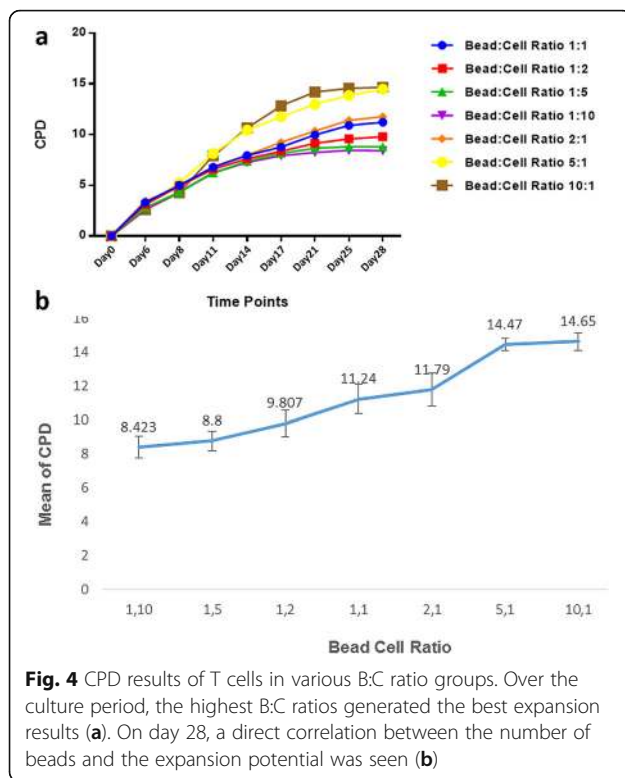 a
20
15
10
5
0
CPD
Day0
Day6
Day8
Day11
Day14
Day17
Day21
Day25
Day28
Time Points
Bead:Cell Ratio 1:1
Bead:Cell Ratio 1:2
Bead:Cell Ratio 1:5
Bead:Cell Ratio 1:10
Bead:Cell Ratio 2:1
Bead:Cell Ratio 5:1
Bead:Cell Ratio 10:1
b
16
14
12
10
8
6
4
2
0
Mean of CPD
8.423
8.8
9.807
11.24
11.79
14.47
14.65
1,10
1,5
1,2
1,1
2,1
5,1
10,1
Bead Cell Ratio
Fig. 4 CPD results of T cells in various B:C ratio groups. Over the
culture period, the highest B:C ratios generated the best expansion
results (a). On day 28, a direct correlation between the number of
beads and the expansion potential was seen (b)